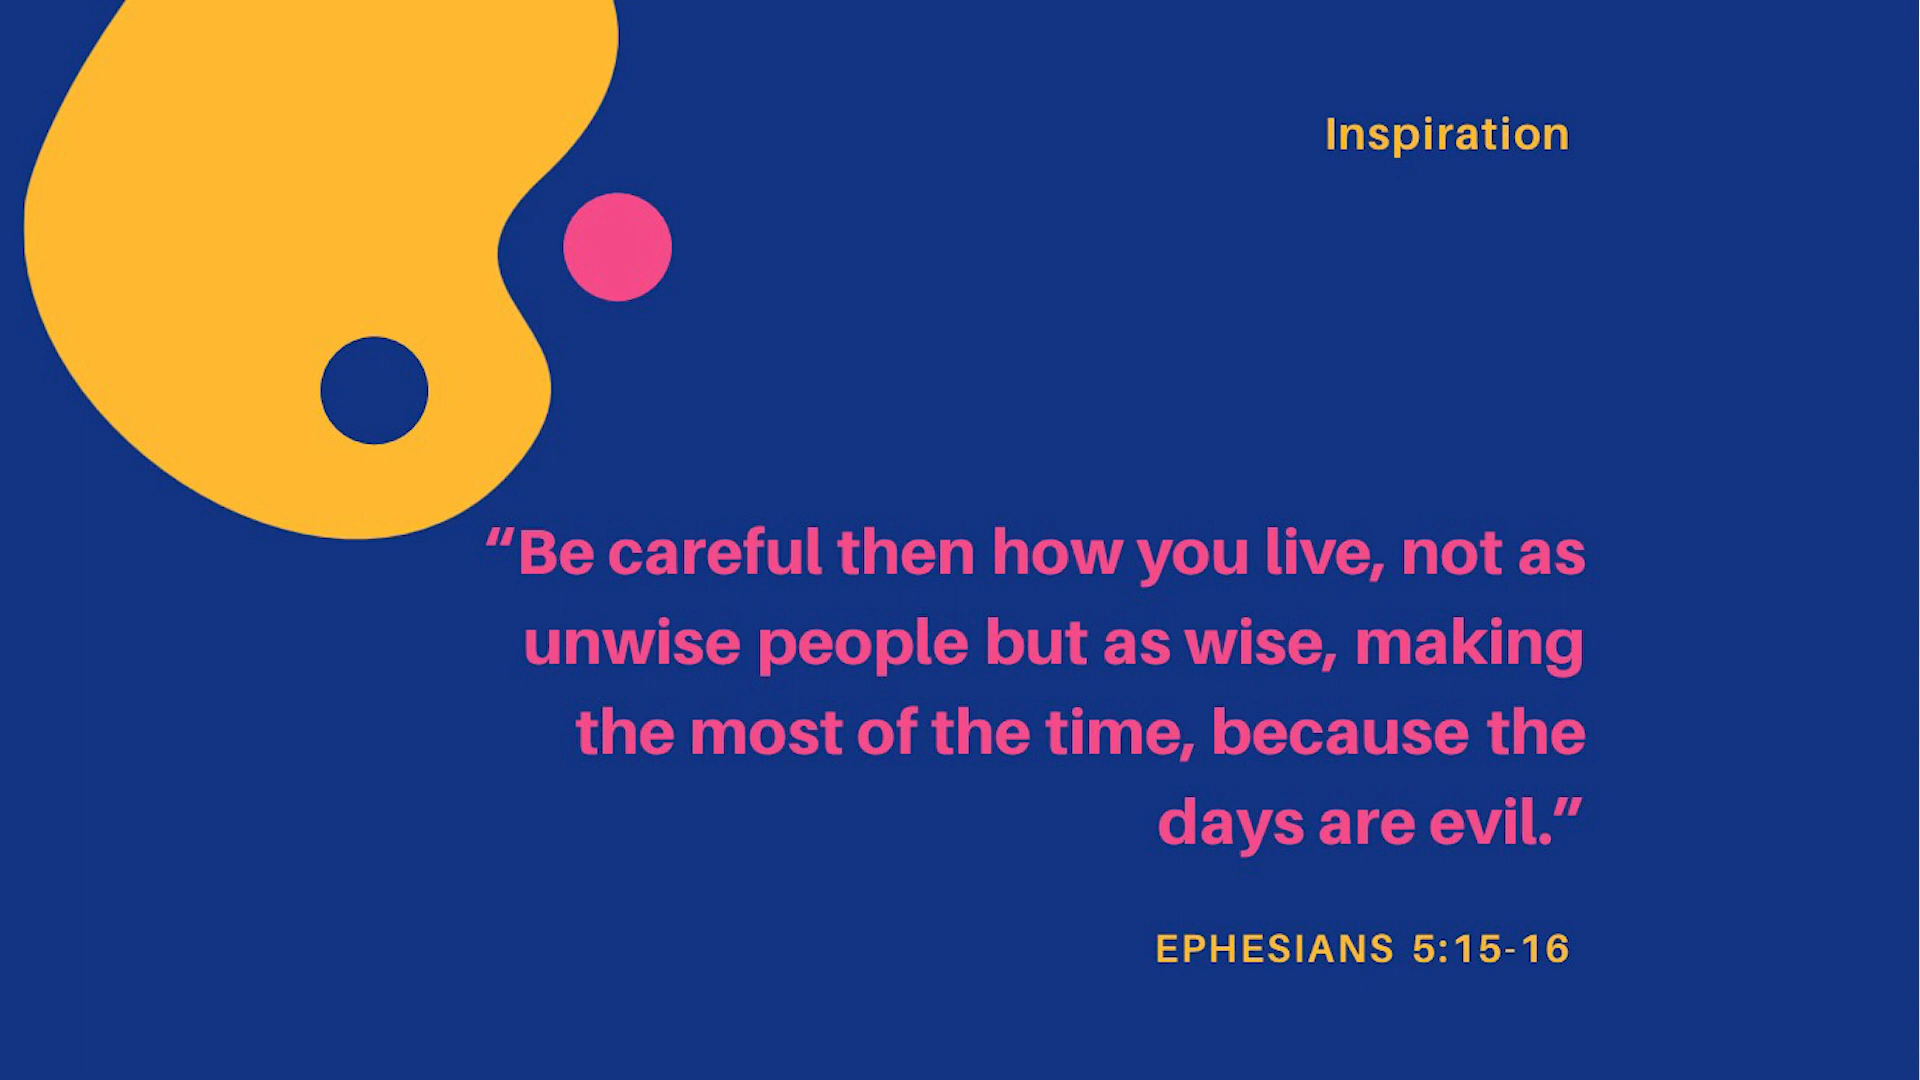 Inspiration
“Be careful then how you live, not as
unwise people but as wise, making
the most of the time, because the
days are evil.”
EPHESIANS 5:15-16